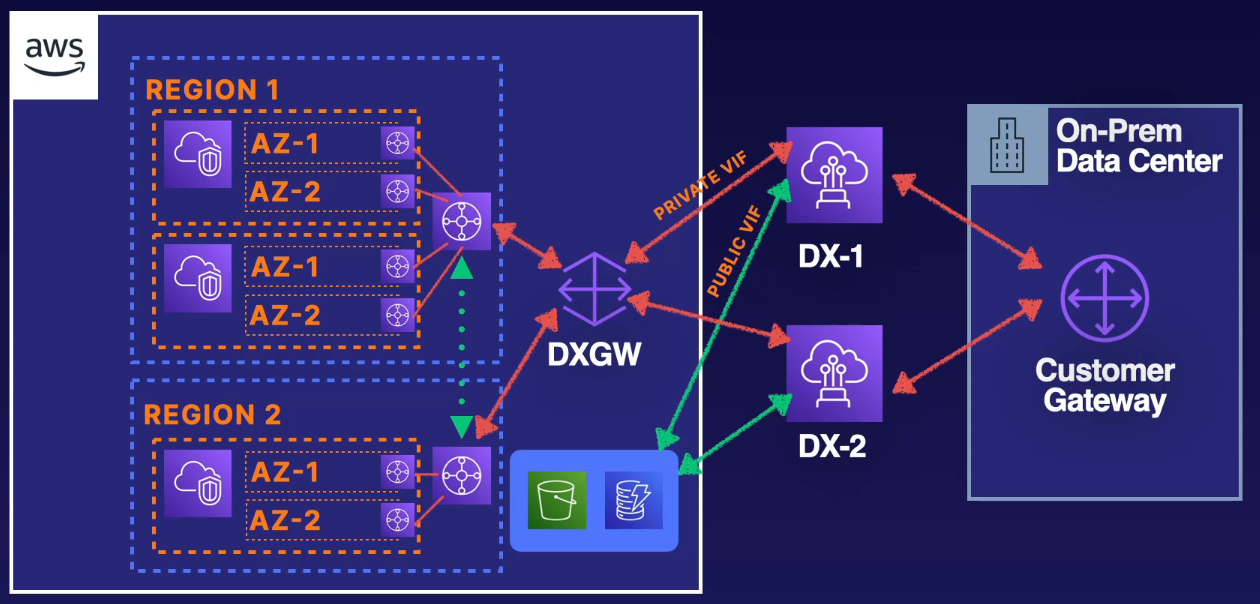 aws
REGION 1
AZ-1
AZ-2
AZ-1
AZ-2
REGION 2
AZ-1
AZ-2
DXGW
PRIVATE VIF
PUBLIC VIF
DX-1
DX-2
On-Prem
Data Center
Customer
Gateway